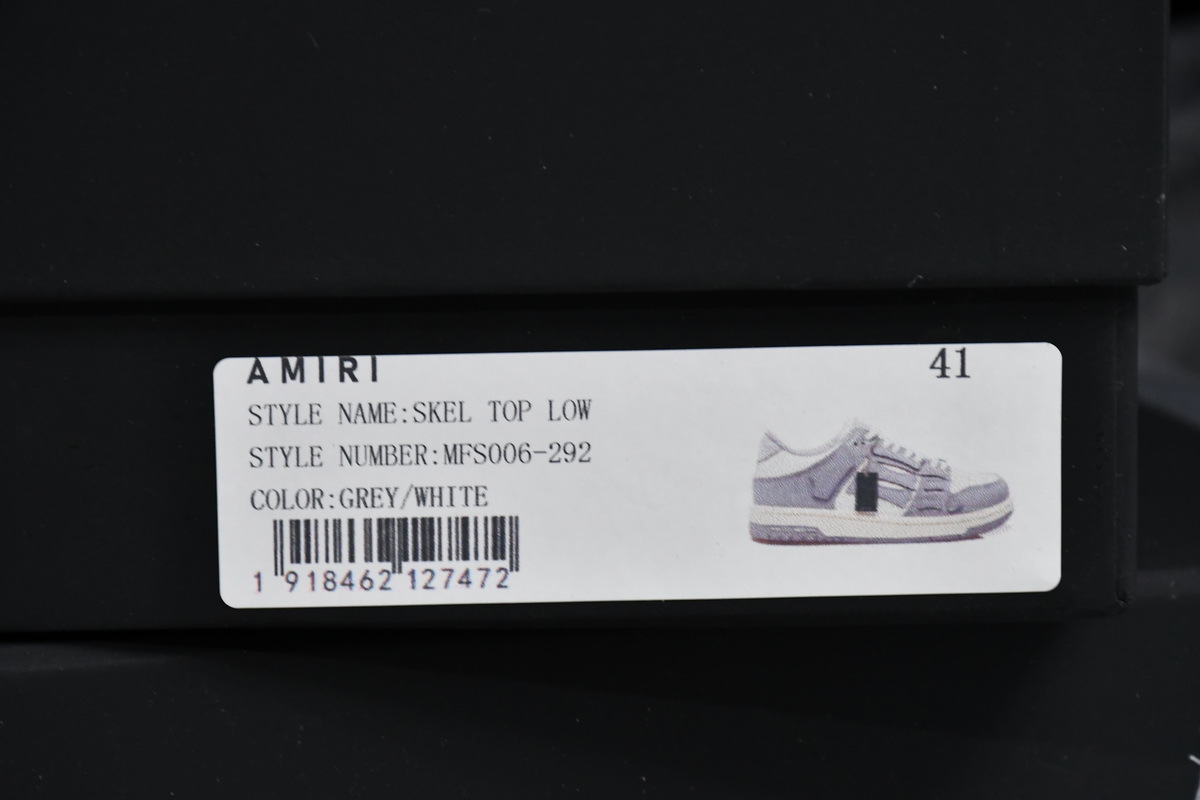 AMIRI 41
STYLE NAME:SKEL TOP LOW
STYLE NUMBER:MFS006-292
COLOR:GREY/WHITE
1 918462 127472